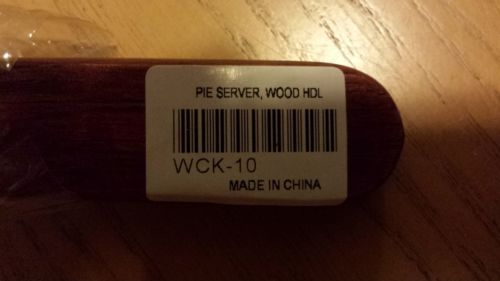 PIE SERVER, WOOD HDL
WCK-10
MADE IN CHINA